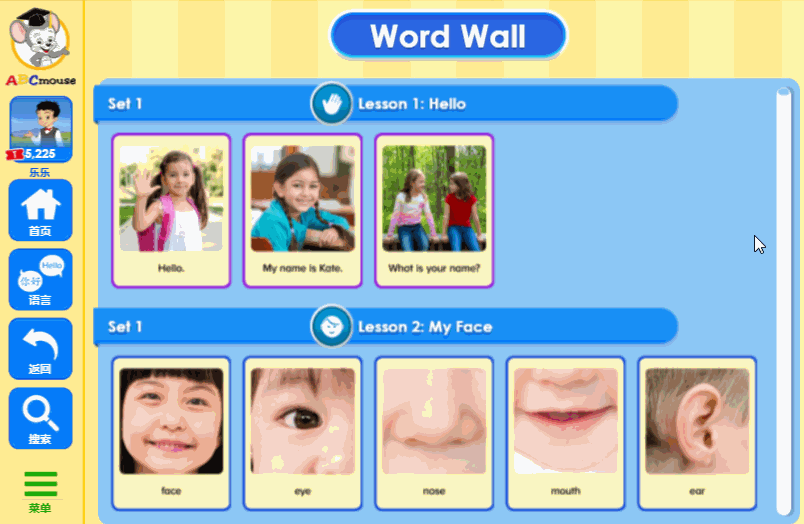 Word Wall
ABCmouse
5,225
乐乐
首页
Hello
你好
语言
返回
搜索
菜单
Set 1
Lesson 1: Hello
Hello.
My name is Kate.
What is your name?
Set 1
Lesson 2: My Face
face
eye
nose
mouth
ear